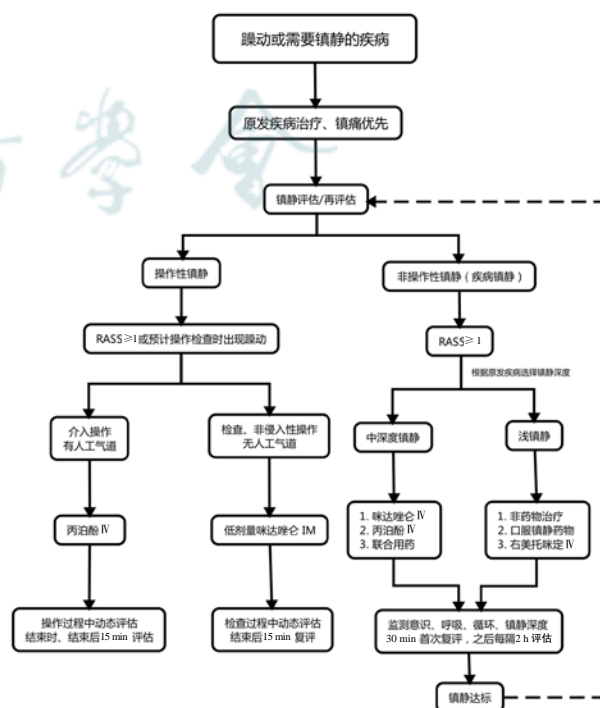 躁动或需要镇静的疾病
原发疾病治疗、镇痛优先
镇静评估/再评估
操作性镇静
非操作性镇静（疾病镇静）
RASS≥1或预计操作检查时出现躁动
RASS≥1
根据原发疾病选择镇静深度
介入操作
有人工气道
检查、非侵入性操作
无人工气道
中深度镇静
浅镇静
丙泊酚 IV
低剂量咪达唑仑 IM
1. 咪达唑仑 IV
2. 丙泊酚 IV
3. 联合用药
1. 非药物治疗
2. 口服镇静药物
3. 右美托咪定 IV
操作过程中动态评估
结束时、结束后15 min 评估
检查过程中动态评估
结束后15 min 复评
监测意识、呼吸、循环、镇静深度
30 min 首次复评，之后每隔2 h 评估
镇静达标
學會